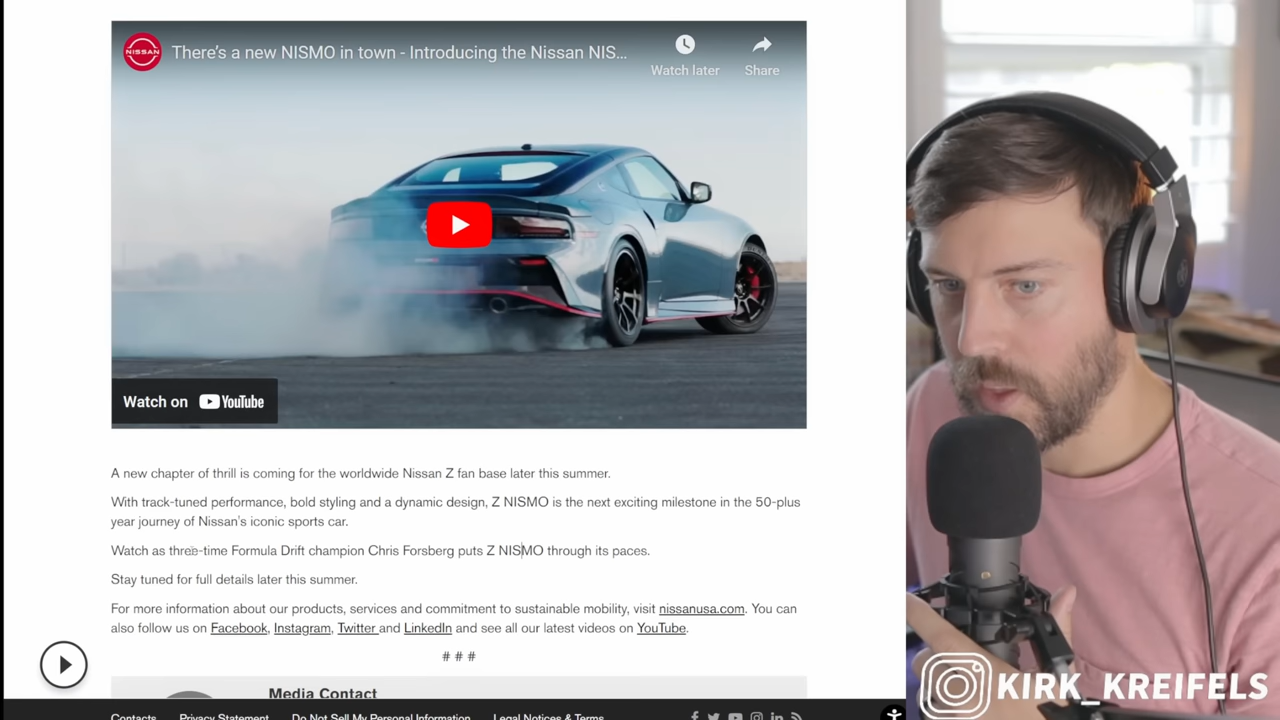 NISSAN
There's a new NISMO in town - Introducing the Nissan NIS...
Watch later
Share
Watch on YouTube
A new chapter of thrill is coming for the worldwide Nissan Z fan base later this summer.
With track-tuned performance, bold styling and a dynamic design, Z NISMO is the next exciting milestone in the 50-plus
year journey of Nissan's iconic sports car.
Watch as three-time Formula Drift champion Chris Forsberg puts Z NISMO through its paces.
Stay tuned for full details later this summer.
For more information about our products, services and commitment to sustainable mobility, visit nissanusa.com. You can
also follow us on Facebook, Instagram, Twitter and LinkedIn and see all our latest videos on YouTube.
# # #
Media Contact
Contacts Privacy Statement Do Not Sell My Personal Information Legal Notices & Terms
KIRK_KREIFELS